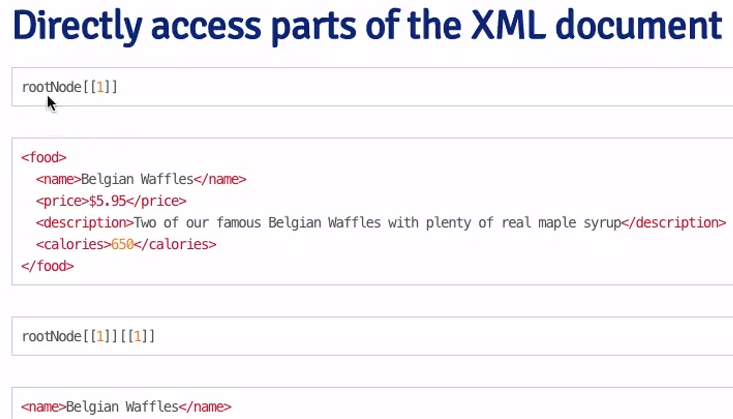 Directly access parts of the XML document
rootNode[[1]]
<food>
  <name>Belgian Waffles</name>
  <price>$5.95</price>
  <description>Two of our famous Belgian Waffles with plenty of real maple syrup</description>
  <calories>650</calories>
</food>
rootNode[[1]][[1]]
<name>Belgian Waffles</name>